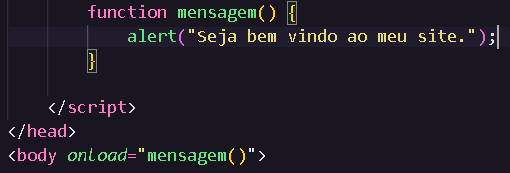 function mensagem() {
alert("Seja bem vindo ao meu site.");
}
</script>
</head>
<body onload="mensagem()">